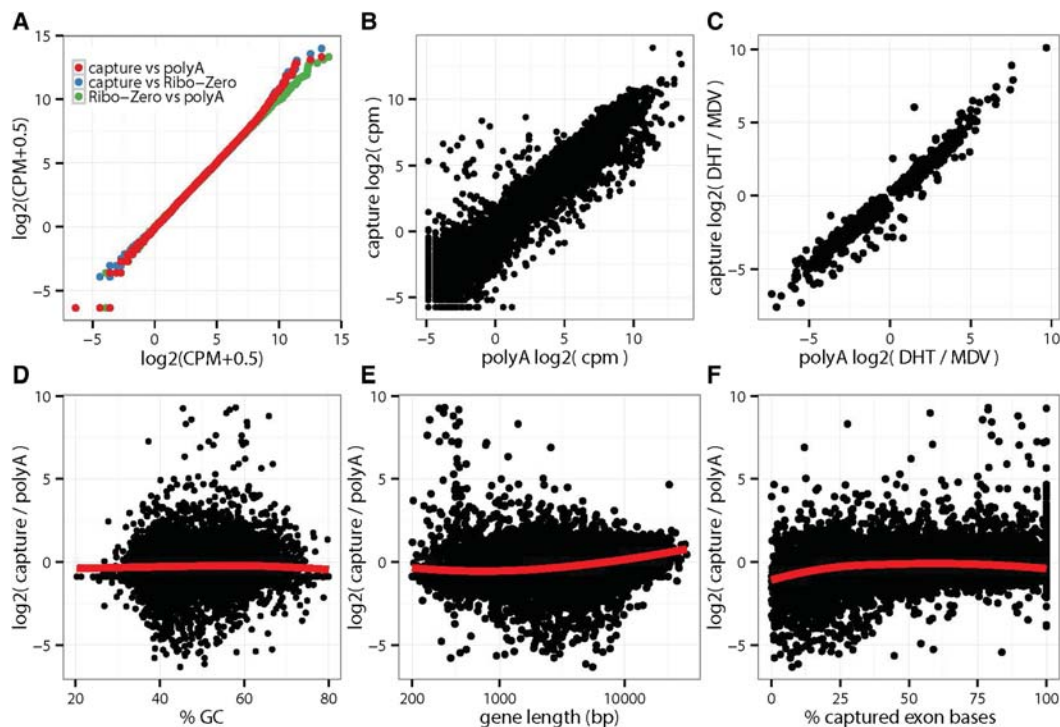 A
15
10
5
0
−5
log2(CPM+0.5)
capture vs polyA
capture vs Ribo−Zero
Ribo−Zero vs polyA
−5 0 5 10 15
log2(CPM+0.5)
B
15
10
5
0
−5
capture log2( cpm )
−5 0 5 10
polyA log2( cpm )
C
10
5
0
−5
capture log2( DHT / MDV )
−5 0 5 10
polyA log2( DHT / MDV )
D
10
5
0
−5
log2( capture / polyA )
20 40 60 80
% GC
E
10
5
0
−5
log2( capture / polyA )
200 1000 10000
gene length (bp)
F
10
5
0
−5
log2( capture / polyA )
0 25 50 75 100
% captured exon bases